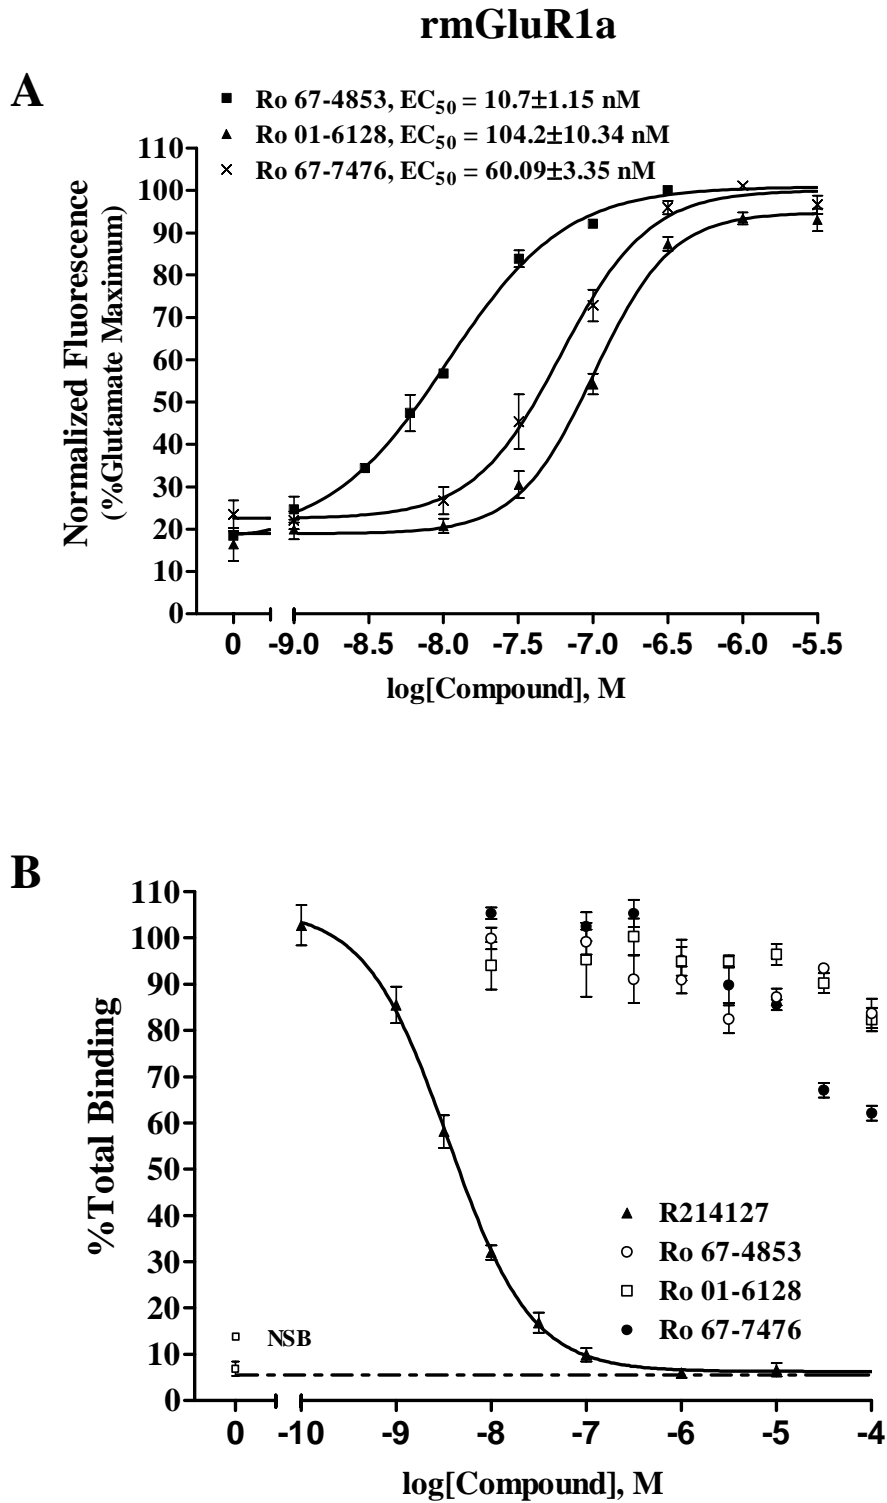 rmGluR1a
A
Ro 67-4853, EC50 = 10.7±1.15 nM
Ro 01-6128, EC50 = 104.2±10.34 nM
Ro 67-7476, EC50 = 60.09±3.35 nM
Normalized Fluorescence
(%Glutamate Maximum)
110
100
90
80
70
60
50
40
30
20
10
0
0 -9.0 -8.5 -8.0 -7.5 -7.0 -6.5 -6.0 -5.5
log[Compound], M
B
%Total Binding
110
100
90
80
70
60
50
40
30
20
10
0
R214127
Ro 67-4853
Ro 01-6128
Ro 67-7476
NSB
0 -10 -9 -8 -7 -6 -5 -4
log[Compound], M